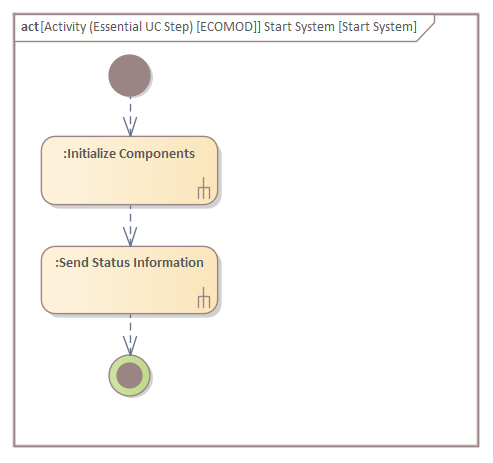 act[Activity (Essential UC Step) [ECOMOD]] Start System [Start System]
:Initialize Components
:Send Status Information